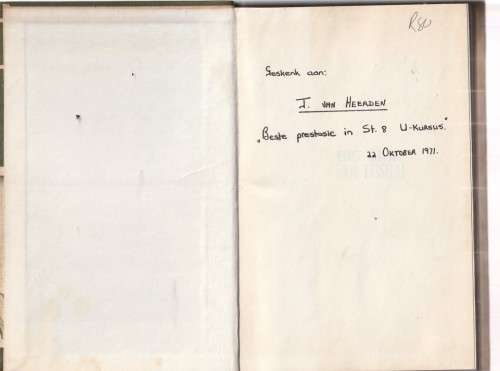 R80
Geskenk aan:
J. VAN HEERDEN
"Beste prestasie in St. 8 U-KURSUS."
22 OKTOBER 1971.